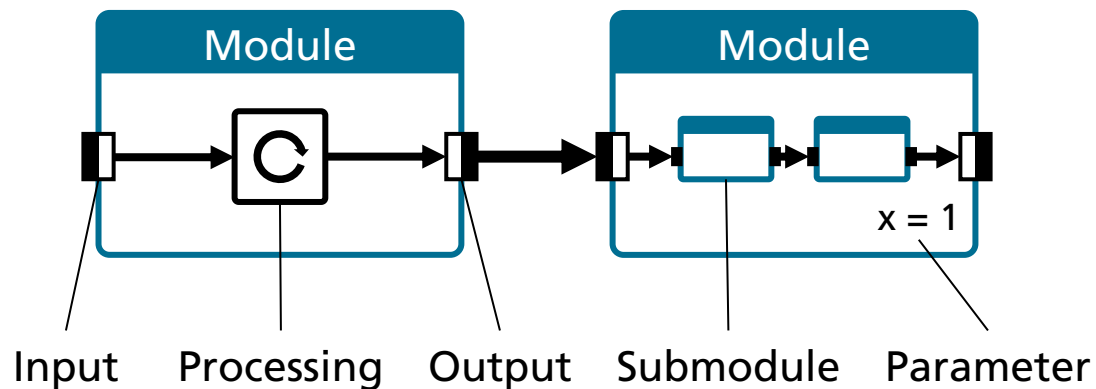 Module
Module
x = 1
Input
Processing
Output
Submodule
Parameter